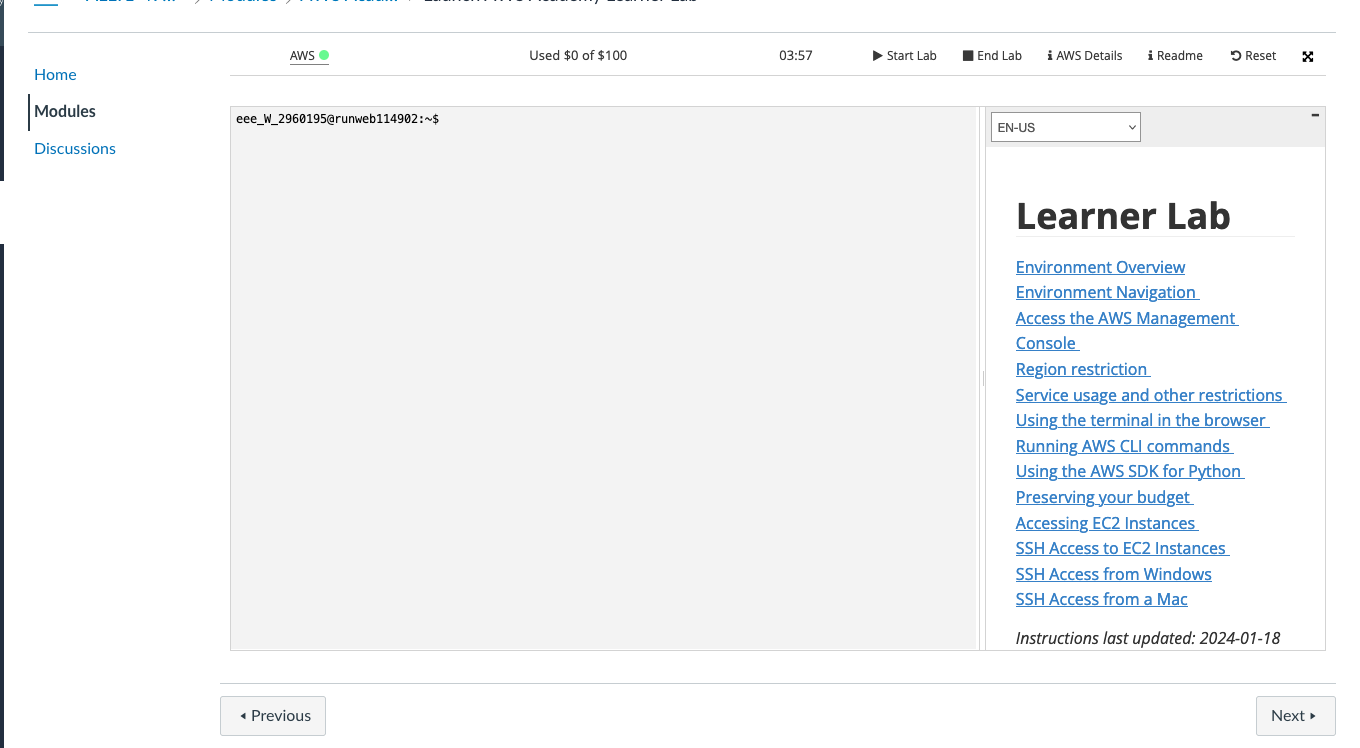 Modules
AWS Used $0 of $100 03:57 Start Lab End Lab AWS Details Readme Reset
Home
Modules
Discussions
eee_W_2960195@runweb114902:~$
EN-US
Learner Lab
Environment Overview
Environment Navigation
Access the AWS Management
Console
Region restriction
Service usage and other restrictions
Using the terminal in the browser
Running AWS CLI commands
Using the AWS SDK for Python
Preserving your budget
Accessing EC2 Instances
SSH Access to EC2 Instances
SSH Access from Windows
SSH Access from a Mac
Instructions last updated: 2024-01-18
Previous
Next